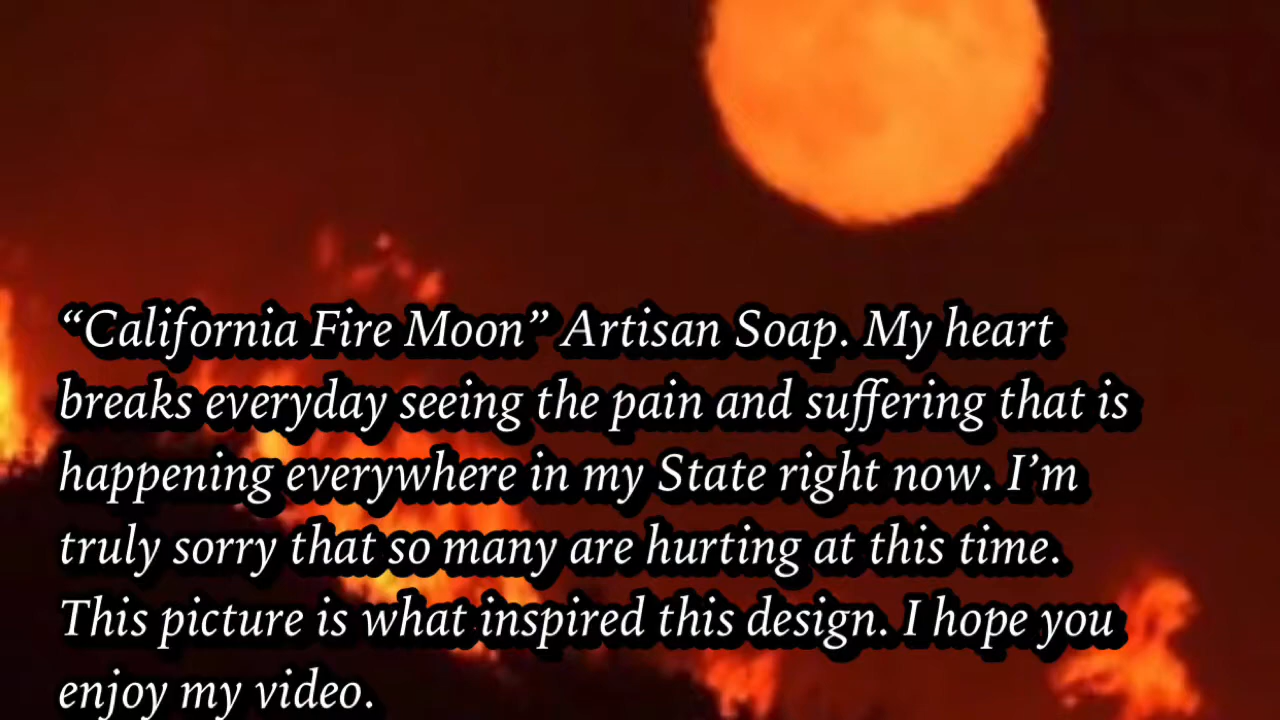 “California Fire Moon” Artisan Soap. My heart
breaks everyday seeing the pain and suffering that is
happening everywhere in my State right now. I’m
truly sorry that so many are hurting at this time.
This picture is what inspired this design. I hope you
enjoy my video.